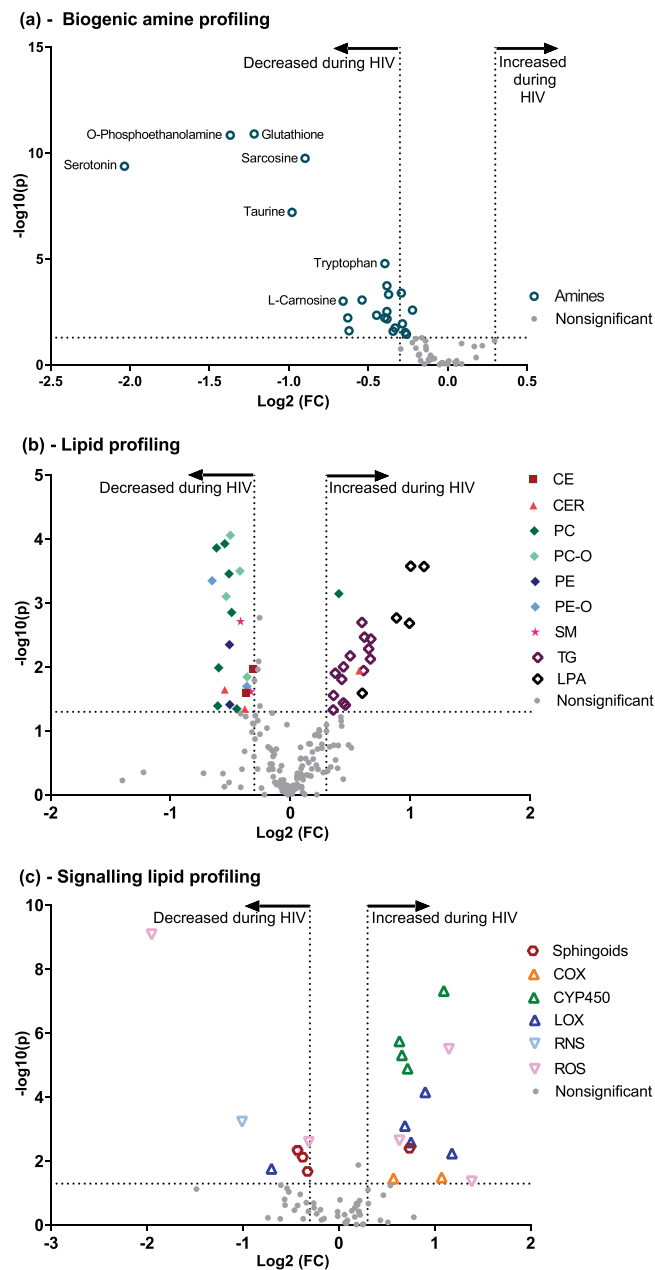 (a) - Biogenic amine profiling
15
10
5
0
-log10(p)
Decreased during HIV
Increased
during
HIV
O-Phosphoethanolamine
Glutathione
Serotonin
Sarcosine
Taurine
Tryptophan
L-Carnosine
Amines
Nonsignificant
-2.5 -2.0 -1.5 -1.0 -0.5 0.0 0.5
Log2 (FC)
(b) - Lipid profiling
5
4
3
2
1
0
-log10(p)
Decreased during HIV
Increased during HIV
CE
CER
PC
PC-O
PE
PE-O
SM
TG
LPA
Nonsignificant
-2 -1 0 1 2
Log2 (FC)
(c) - Signalling lipid profiling
10
8
6
4
2
0
-log10(p)
Decreased during HIV
Increased during HIV
Sphingoids
COX
CYP450
LOX
RNS
ROS
Nonsignificant
-3 -2 -1 0 1 2
Log2 (FC)